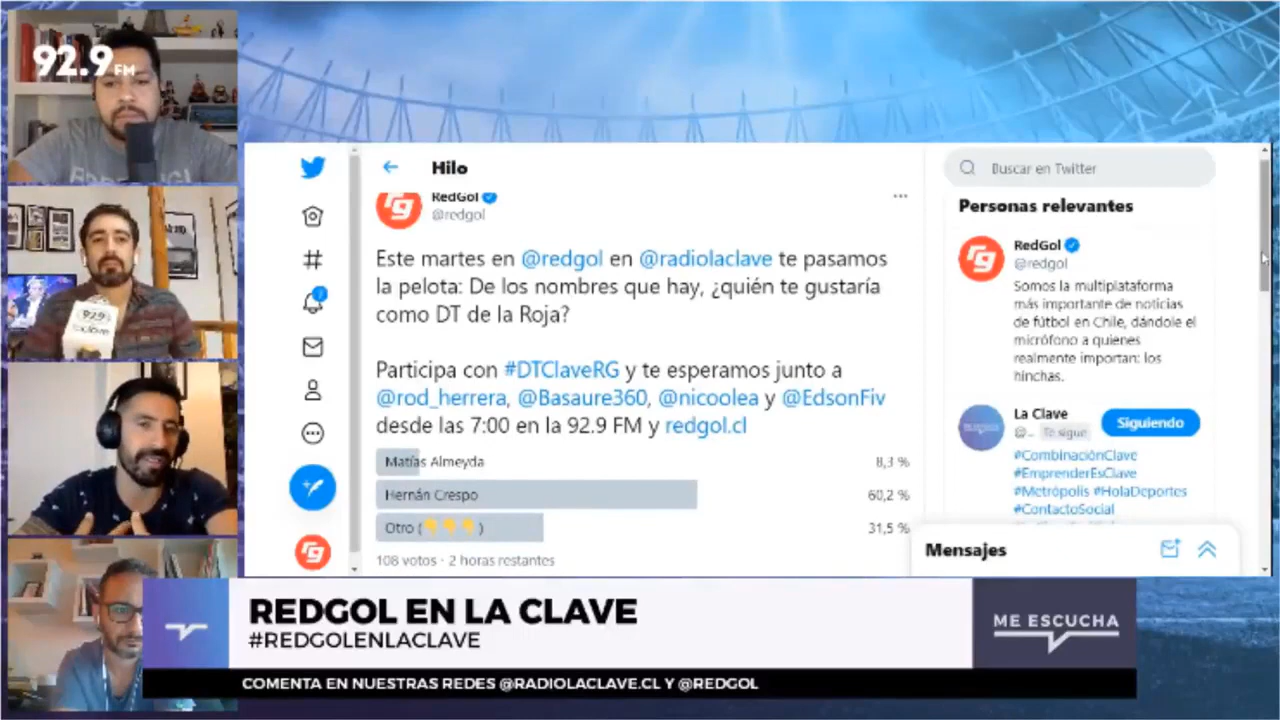 92.9 FM
Hilo
RedGol
@redgol
Este martes en @redgol en @radiolaclave te pasamos
la pelota: De los nombres que hay, ¿quién te gustaría
como DT de la Roja?
Participa con #DTClaveRG y te esperamos junto a
@rod_herrera, @Basaure360, @nicoolea y @EdsonFiv
desde las 7:00 en la 92.9 FM y redgol.cl
Matías Almeyda 8,3 %
Hernán Crespo 60,2 %
Otro (👇👇👇) 31,5 %
108 votos · 2 horas restantes
Buscar en Twitter
Personas relevantes
RedGol
@redgol
Somos la multiplataforma
más importante de noticias
de fútbol en Chile, dándole el
micrófono a quienes
realmente importan: los
hinchas.
La Clave
@... Te sigue
Siguiendo
#CombinaciónClave
#EmprenderEsClave
#Metrópolis #HolaDeportes
#ContactoSocial
Mensajes
REDGOL EN LA CLAVE
#REDGOLENLACLAVE
ME ESCUCHA
COMENTA EN NUESTRAS REDES @RADIOLACLAVE.CL Y @REDGOL